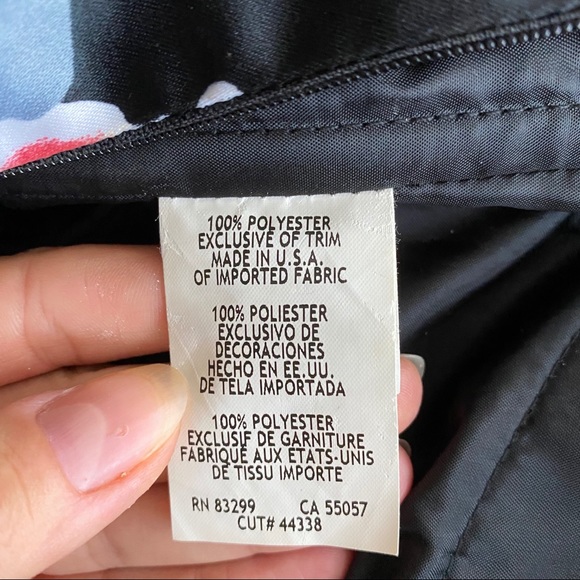 100% POLYESTER
EXCLUSIVE OF TRIM
MADE IN U.S.A.
OF IMPORTED FABRIC
100% POLIESTER
EXCLUSIVO DE
DECORACIONES
HECHO EN EE.UU.
DE TELA IMPORTADA
100% POLYESTER
EXCLUSIF DE GARNITURE
FABRIQUÉ AUX ÉTATS-UNIS
DE TISSU IMPORTE
RN 83299 CA 55057
CUT# 44338